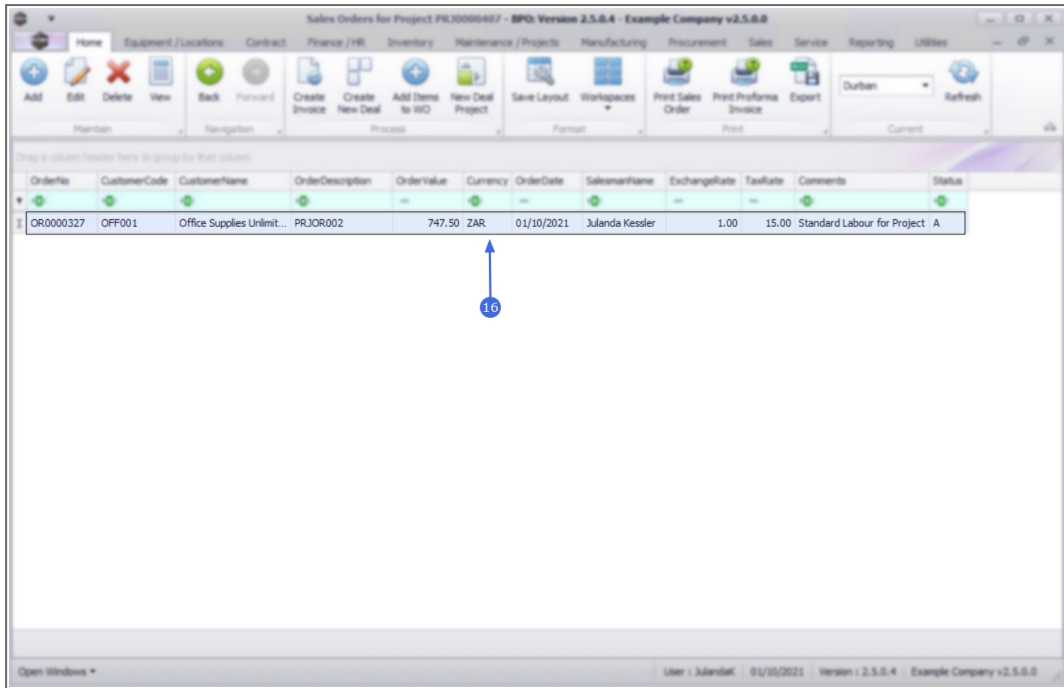 Sales Orders for Project PRJ0000407 - BPO: Version 2.5.0.4 - Example Company v2.5.0.0
Home Equipment / Locations Contract Finance / HR Inventory Maintenance / Projects Manufacturing Procurement Sales Service Reporting Utilities
Add Edit Delete View Back Forward Create Invoice Create New Deal Add Items to WO New Deal Project Save Layout Workspaces Print Sales Order Print Proforma Invoice Export Durban Refresh
Maintain Navigation Process Format Print Current
Drag a column header here to group by that column
OrderNo CustomerCode CustomerName OrderDescription OrderValue Currency OrderDate SalesmanName ExchangeRate TaxRate Comments Status
OR0000327 OFF001 Office Supplies Unlimit... PRJOR002 747.50 ZAR 01/10/2021 Julanda Kessler 1.00 15.00 Standard Labour for Project A
16
Open Windows User : JulandaK 01/10/2021 Version : 2.5.0.4 Example Company v2.5.0.0